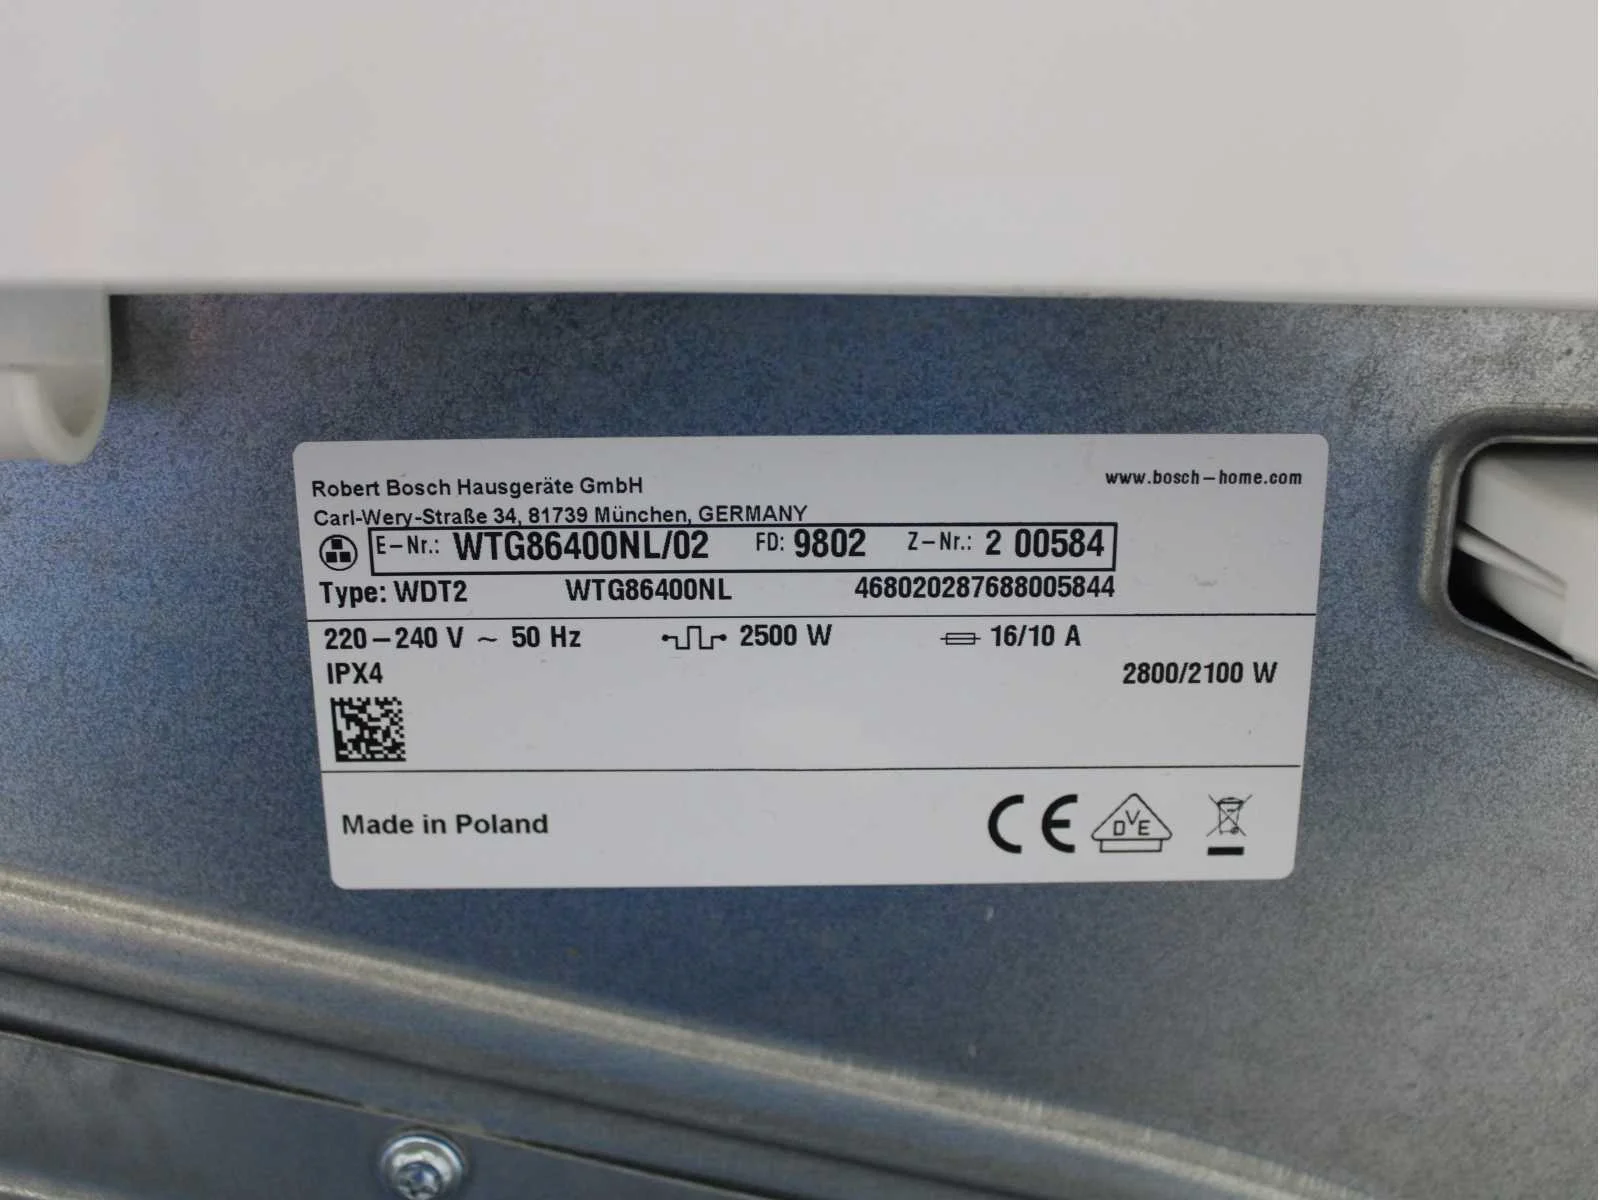 Robert Bosch Hausgeräte GmbH
www.bosch-home.com
Carl-Wery-Straße 34, 81739 München, GERMANY
E-Nr.: WTG86400NL/02 FD: 9802 Z-Nr.: 2 00584
Type: WDT2 WTG86400NL 468020287688005844
220-240 V ~ 50 Hz 2500 W 16/10 A
IPX4 2800/2100 W
Made in Poland CE DVE